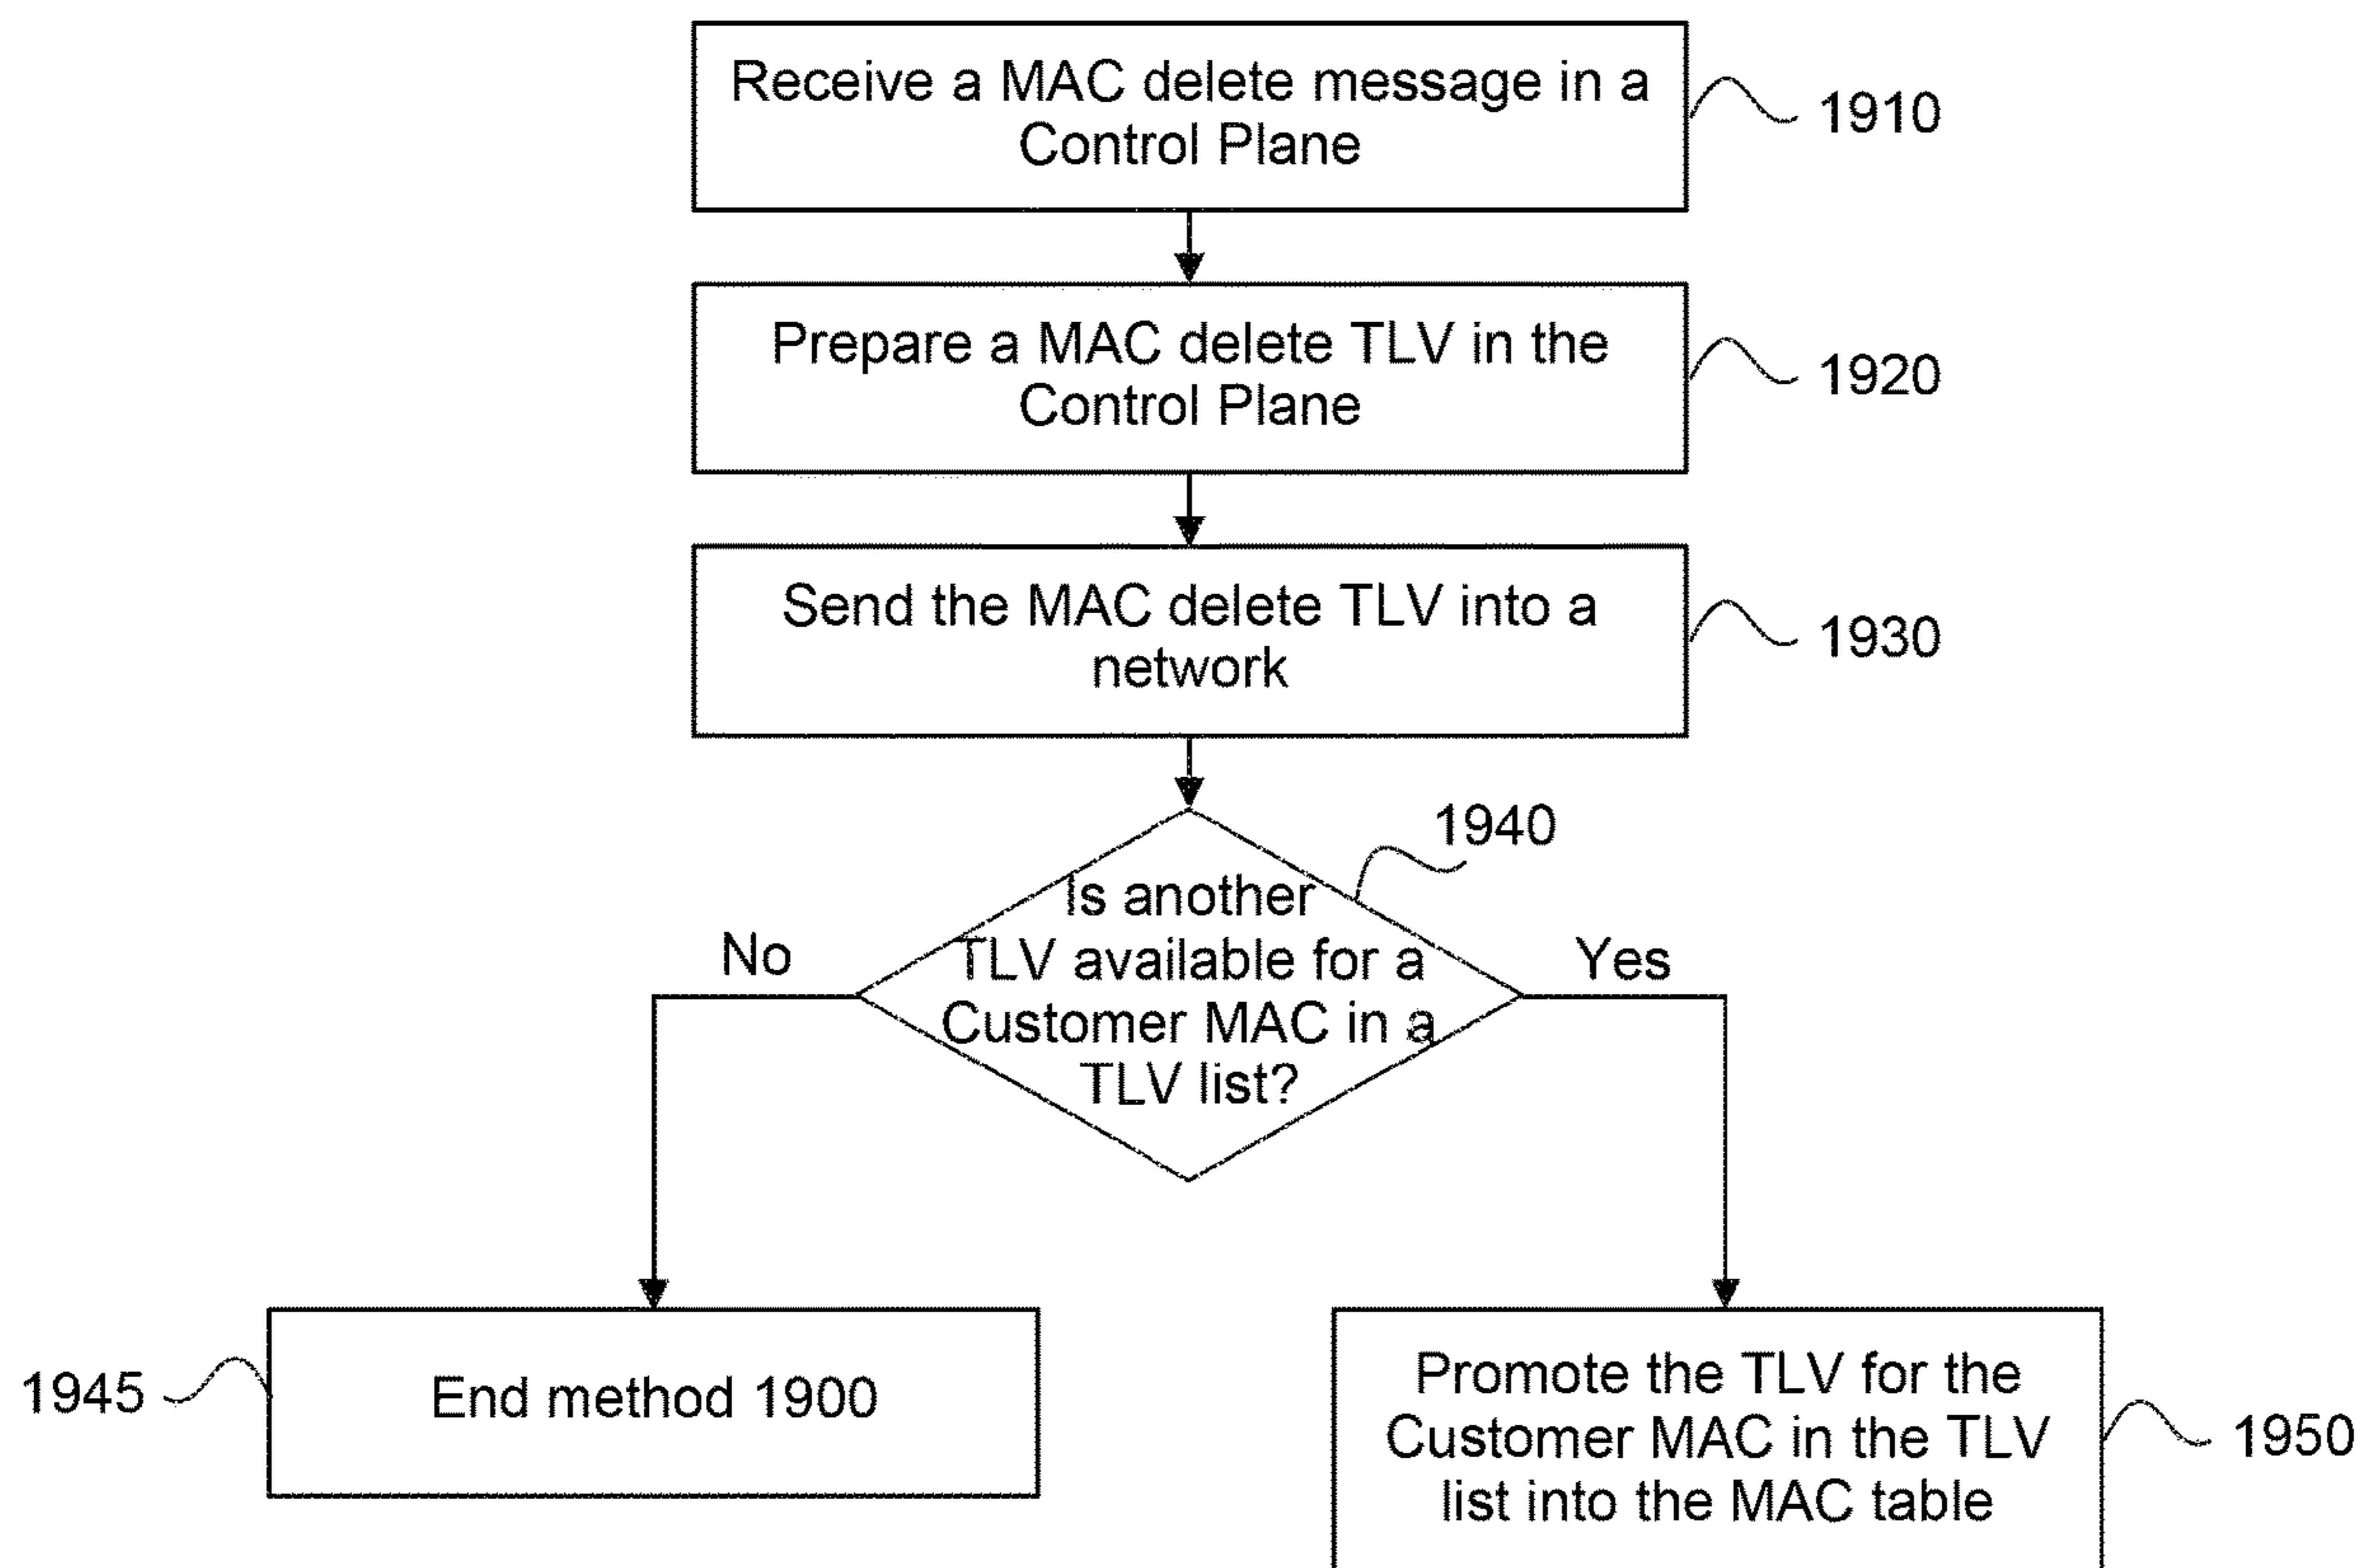 Receive a MAC delete message in a
Control Plane
1910
Prepare a MAC delete TLV in the
Control Plane
1920
Send the MAC delete TLV into a
network
1930
1940
Is another
TLV available for a
Customer MAC in a
TLV list?
No
Yes
1945
End method 1900
Promote the TLV for the
Customer MAC in the TLV
list into the MAC table
1950